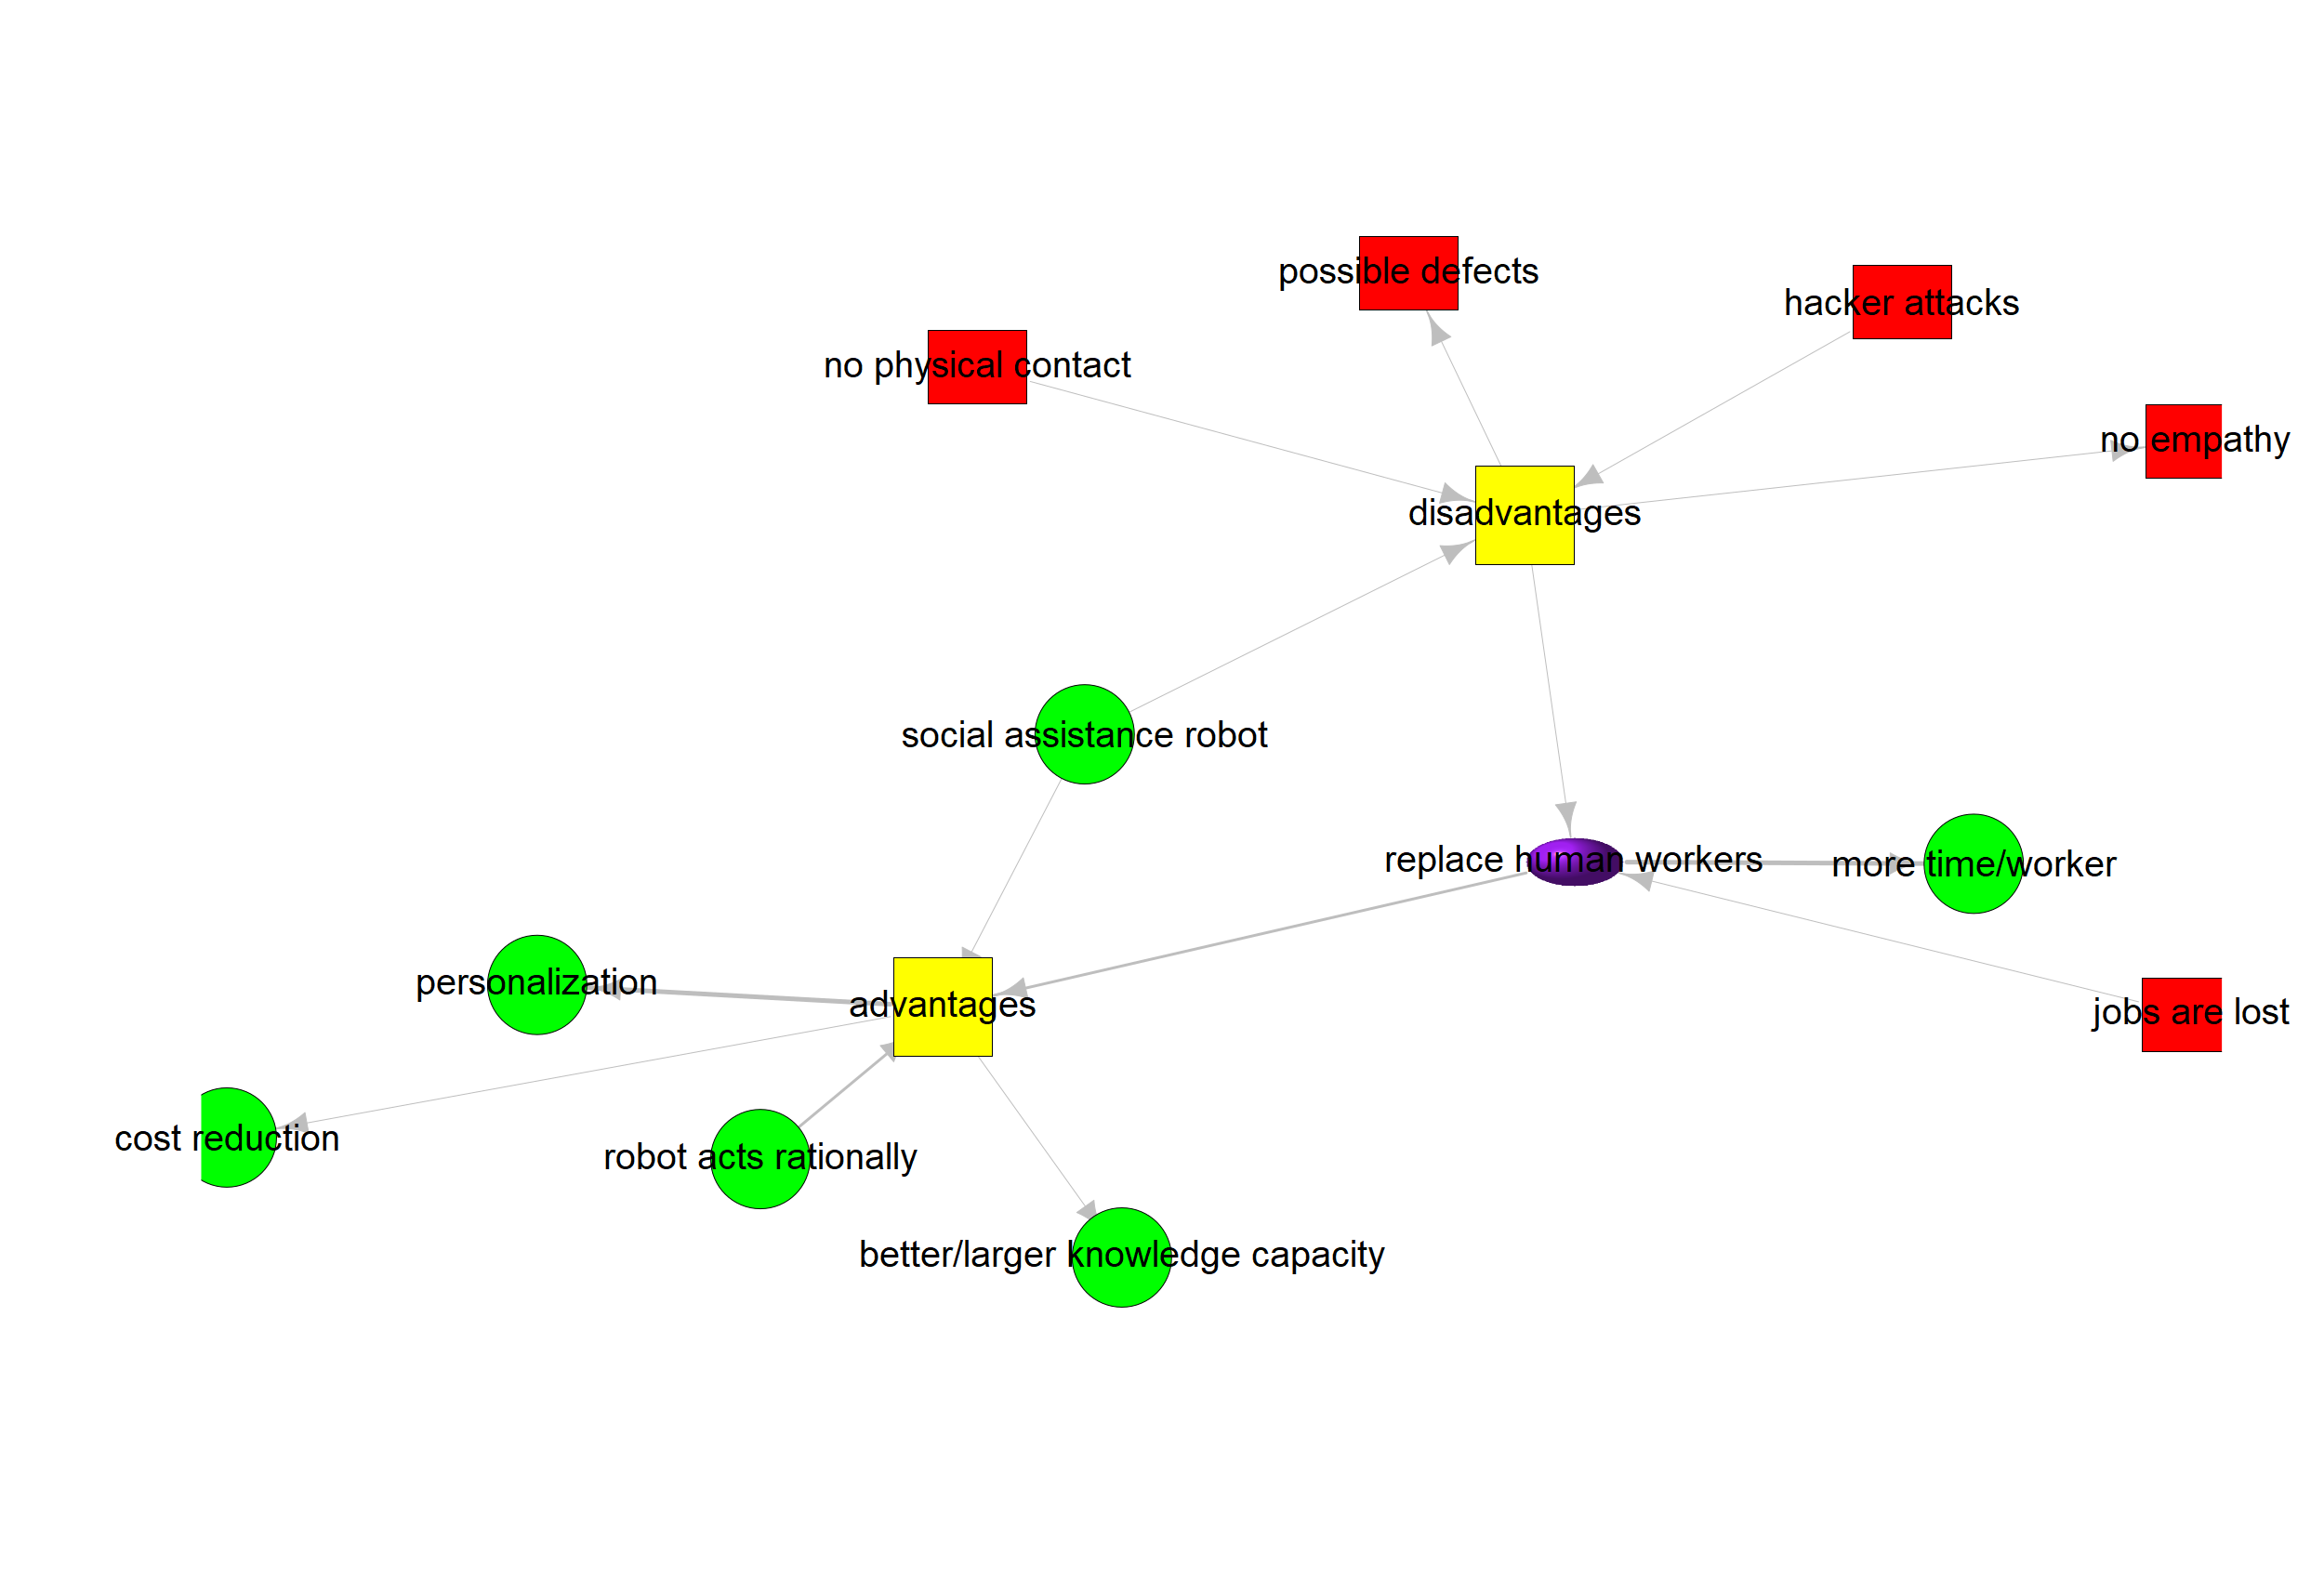 possible defects
hacker attacks
no physical contact
no empathy
disadvantages
social assistance robot
replace human workers
more time/worker
personalization
advantages
jobs are lost
cost reduction
robot acts rationally
better/larger knowledge capacity